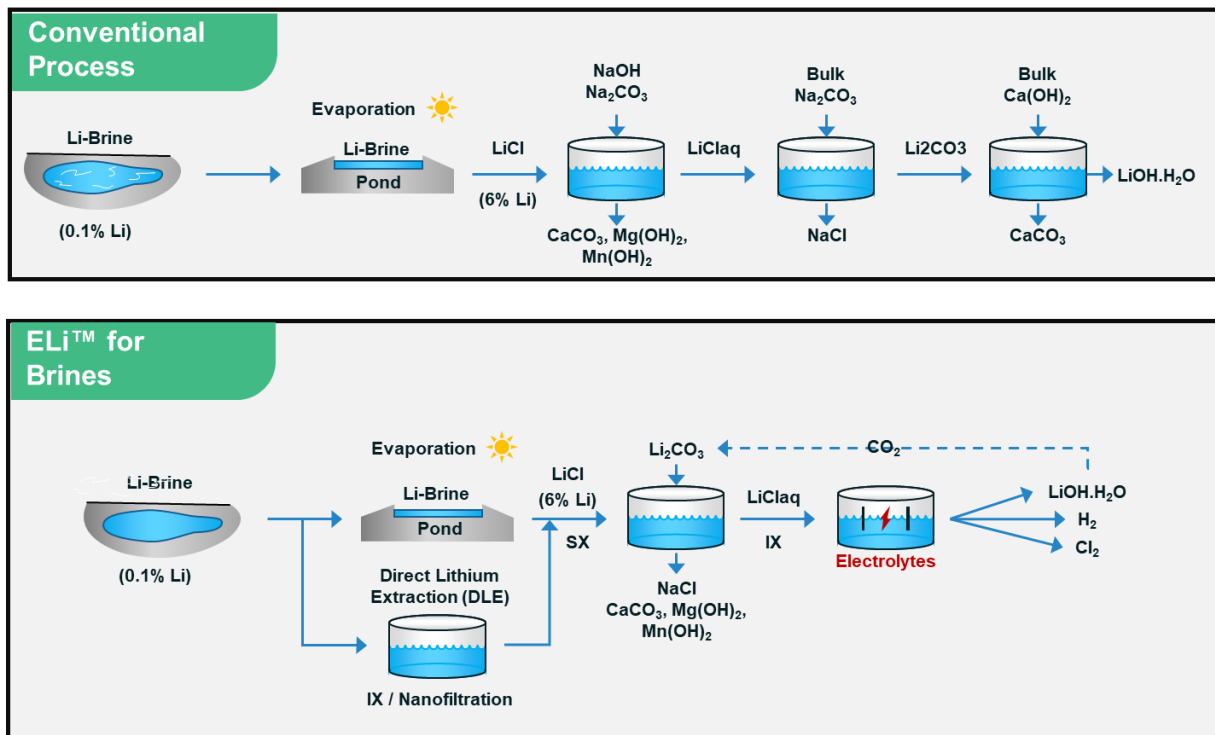 Conventional
Process
Li-Brine
(0.1% Li)
Evaporation
Li-Brine
Pond
LiCl
(6% Li)
NaOH
Na₂CO₃
CaCO₃, Mg(OH)₂,
Mn(OH)₂
LiClaq
Bulk
Na₂CO₃
NaCl
Li2CO3
Bulk
Ca(OH)₂
CaCO₃
LiOH.H₂O
ELi™ for
Brines
Li-Brine
(0.1% Li)
Evaporation
Li-Brine
Pond
Direct Lithium
Extraction (DLE)
IX / Nanofiltration
LiCl
(6% Li)
SX
Li₂CO₃
NaCl
CaCO₃, Mg(OH)₂,
Mn(OH)₂
LiClaq
IX
Electrolytes
CO₂
LiOH.H₂O
H₂
Cl₂